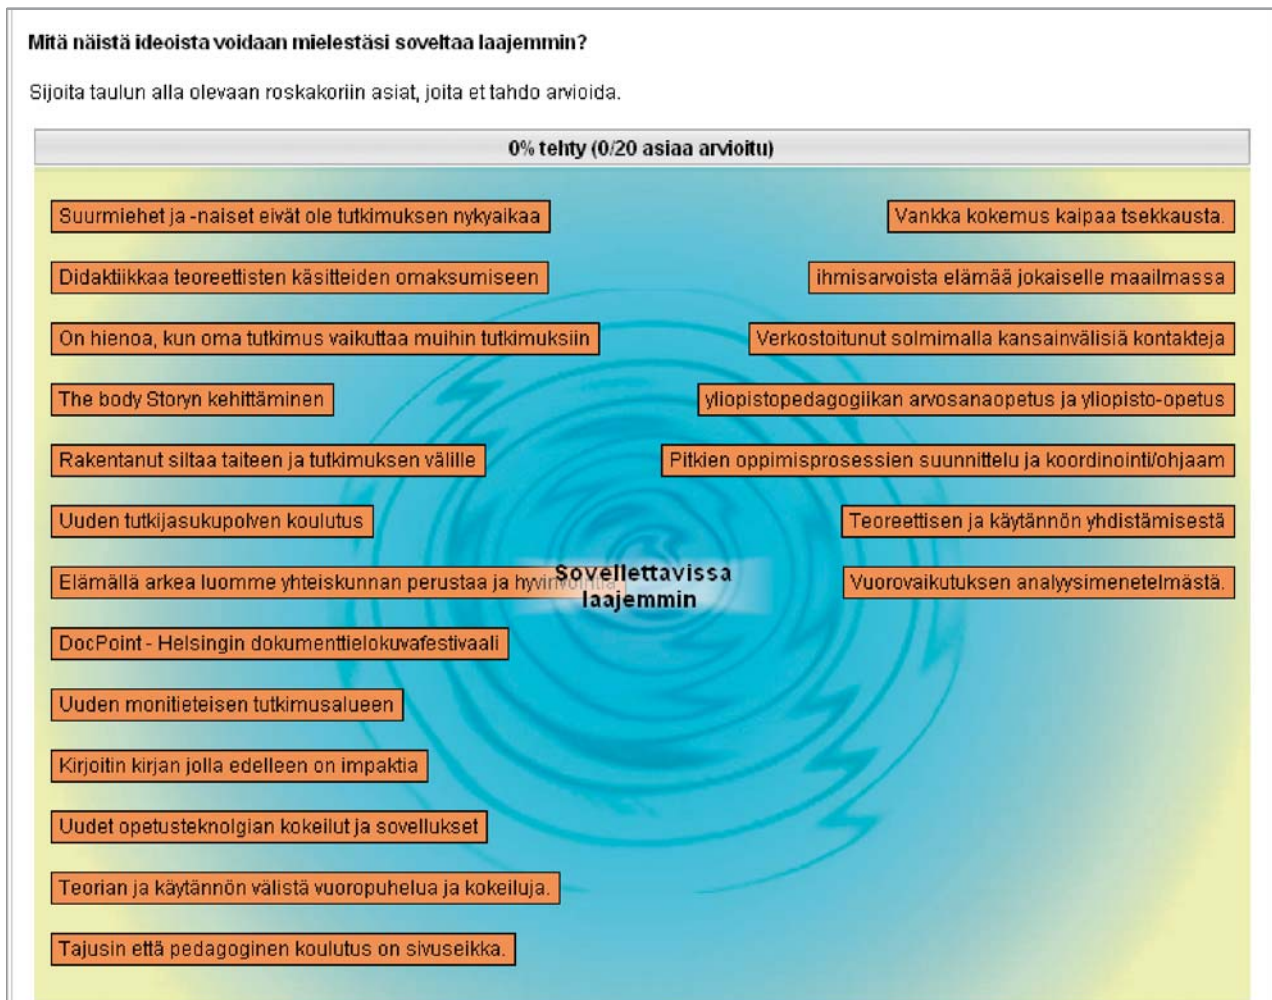 Mitä näistä ideoista voidaan mielestäsi soveltaa laajemmin?
Sijoita taulun alla olevaan roskakoriin asiat, joita et tahdo arvioida.
0% tehty (0/20 asiaa arvioitu)
Suurmiehet ja -naiset eivät ole tutkimuksen nykyaikaa
Didaktiikkaa teoreettisten käsitteiden omaksumiseen
On hienoa, kun oma tutkimus vaikuttaa muihin tutkimuksiin
The body Storyn kehittäminen
Rakentanut siltaa taiteen ja tutkimuksen välille
Uuden tutkijasukupolven koulutus
Elämällä arkea luomme yhteiskunnan perustaa ja hyvinvointia
DocPoint - Helsingin dokumenttielokuvafestivaali
Uuden monitieteisen tutkimusalueen
Kirjoitin kirjan jolla edelleen on impaktia
Uudet opetusteknolgian kokeilut ja sovellukset
Teorian ja käytännön välistä vuoropuhelua ja kokeiluja.
Tajusin että pedagoginen koulutus on sivuseikka.
Sovellettavissa
laajemmin
Vankka kokemus kaipaa tsekkausta.
ihmisarvoista elämää jokaiselle maailmassa
Verkostoitunut solmimalla kansainvälisiä kontakteja
yliopistopedagogiikan arvosanaopetus ja yliopisto-opetus
Pitkien oppimisprosessien suunnittelu ja koordinointi/ohjaam
Teoreettisen ja käytännön yhdistämisestä
Vuorovaikutuksen analyysimenetelmästä.